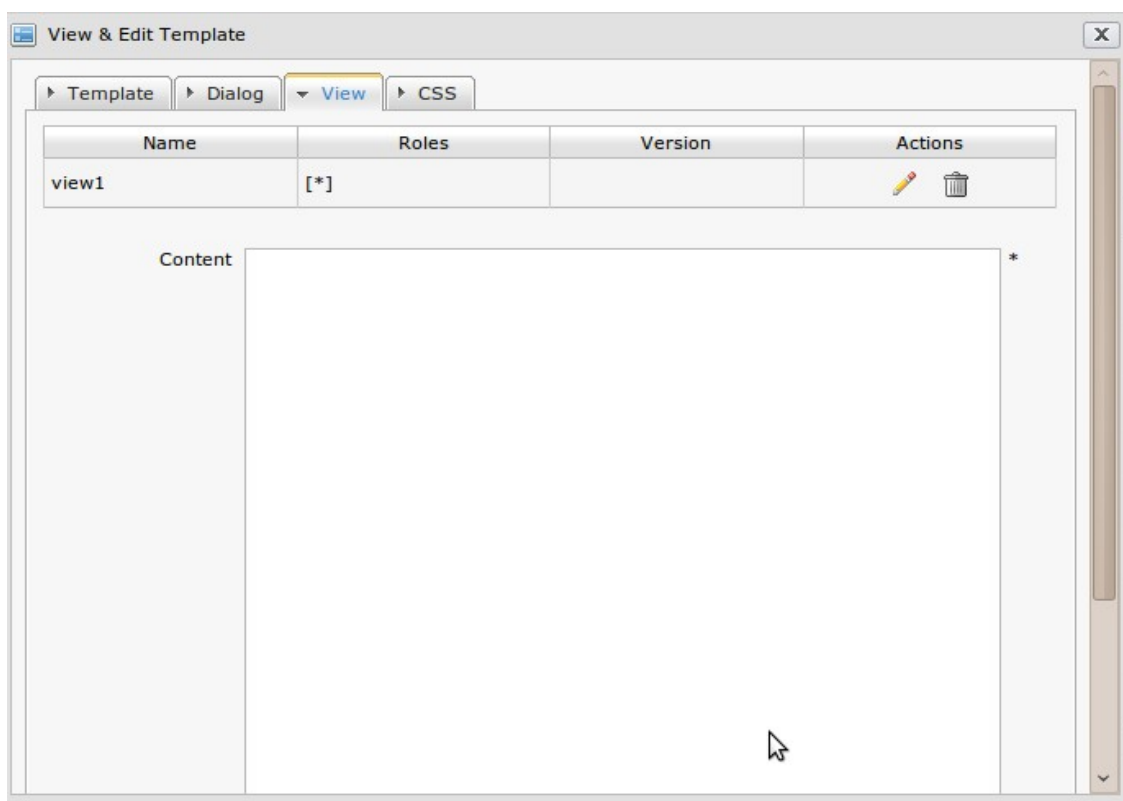 View & Edit Template
Template Dialog View CSS
Name Roles Version Actions
view1 [*]
Content *